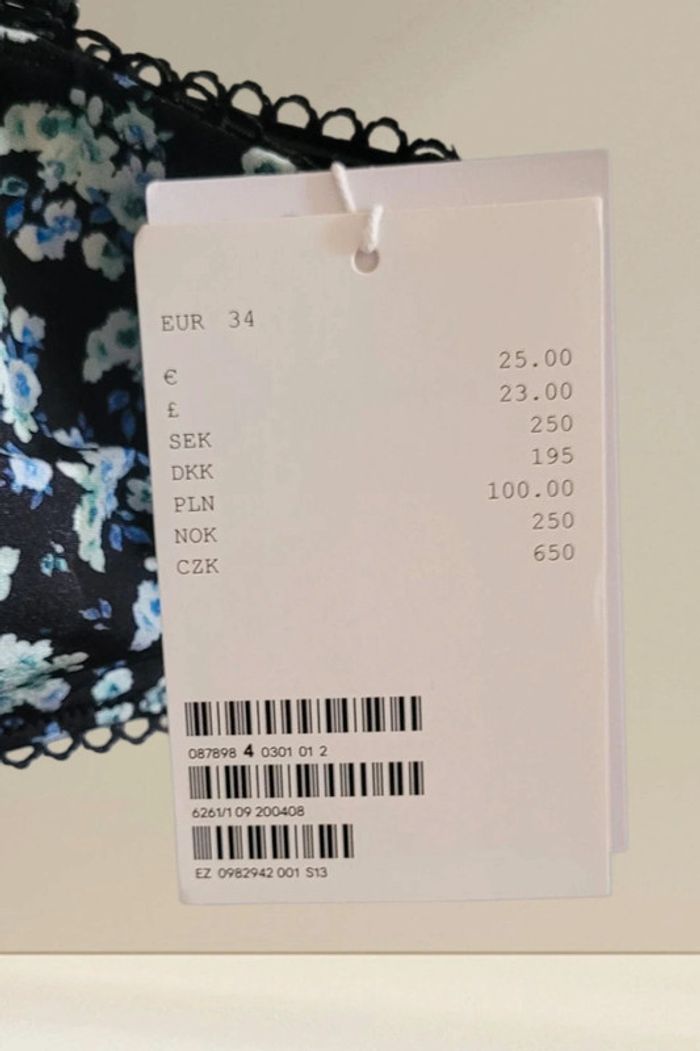 EUR 34
€ 25.00
£ 23.00
SEK 250
DKK 195
PLN 100.00
NOK 250
CZK 650
087898 4 0301 01 2
6261/1 09 200408
EZ 0982942 001 S13